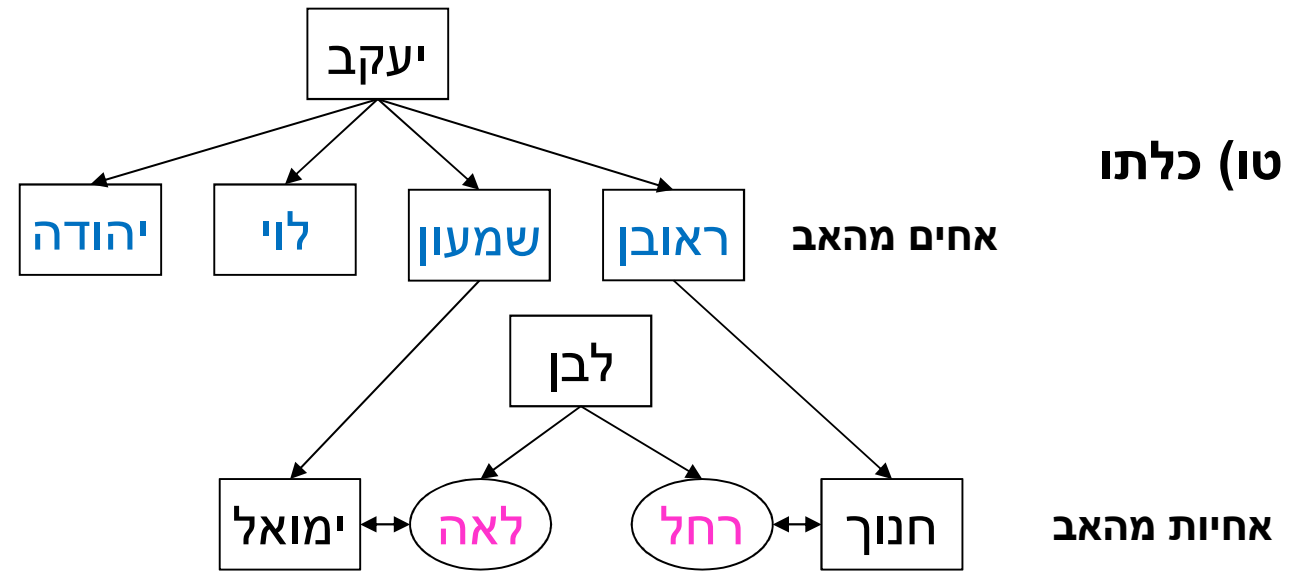 יעקב
טו) כלתו
אחים מהאב
ראובן
שמעון
לוי
יהודה
לבן
אחיות מהאב
חנוך
רחל
לאה
ימואל